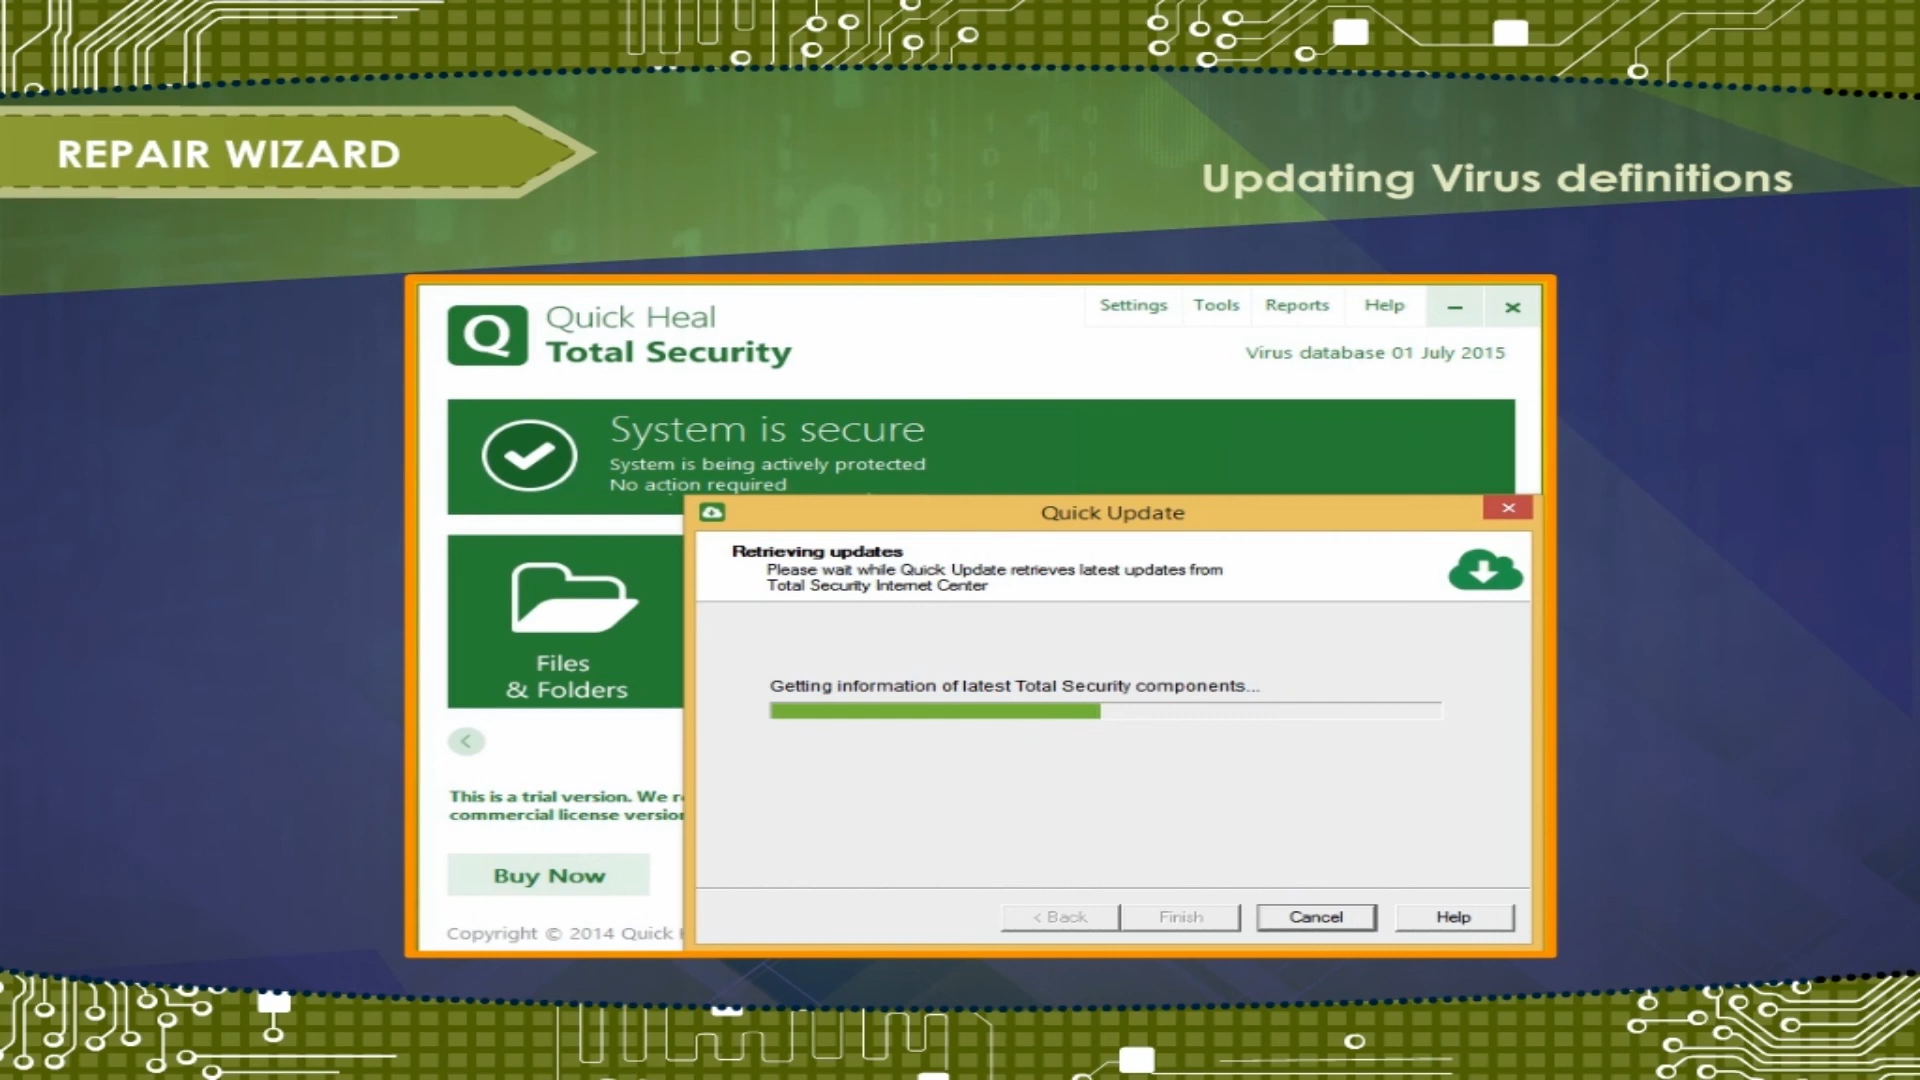 REPAIR WIZARD
Updating Virus definitions
Q
Quick Heal
Total Security
Settings Tools Reports Help
Virus database 01 July 2015
System is secure
System is being actively protected
No action required
Quick Update
Retrieving updates
Please wait while Quick Update retrieves latest updates from
Total Security Internet Center
Files
& Folders
Getting information of latest Total Security components...
This is a trial version. We
commercial license
Buy Now
< Back Finish Cancel Help
Copyright © 2014 Quick